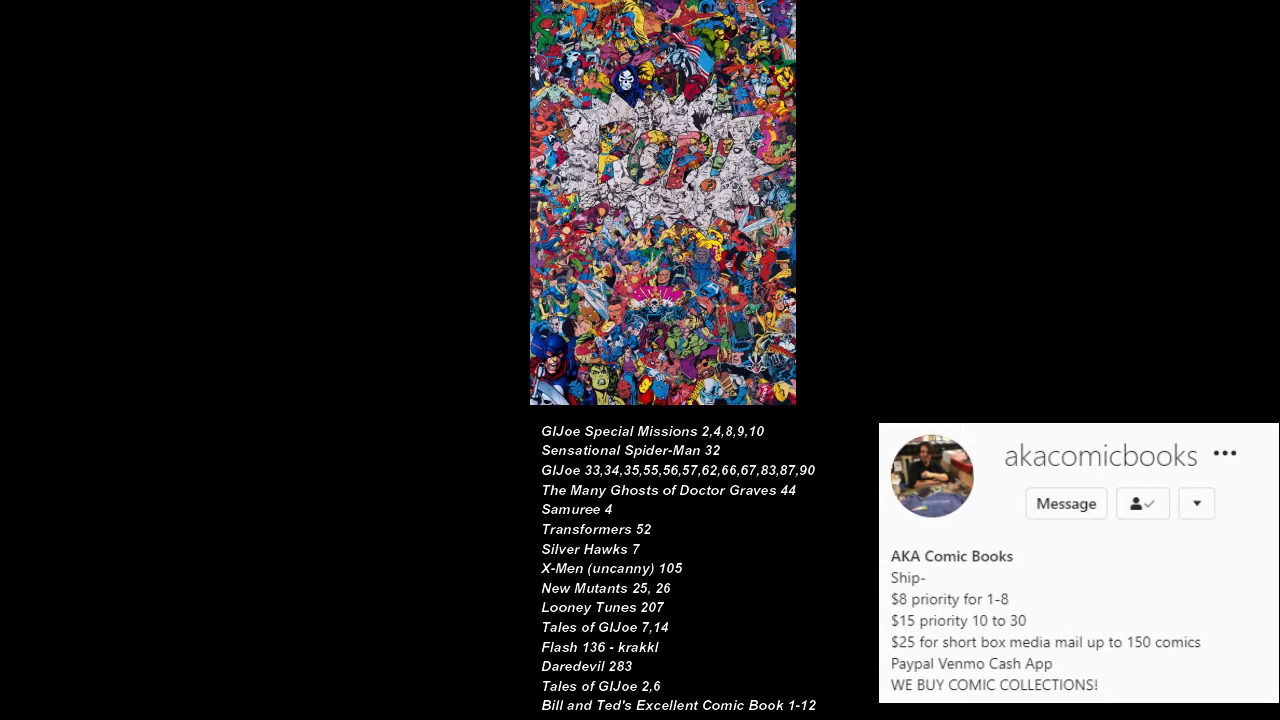 GIJoe Special Missions 2,4,8,9,10
Sensational Spider-Man 32
GIJoe 33,34,35,55,56,57,62,66,67,83,87,90
The Many Ghosts of Doctor Graves 44
Samuree 4
Transformers 52
Silver Hawks 7
X-Men (uncanny) 105
New Mutants 25, 26
Looney Tunes 207
Tales of GIJoe 7,14
Flash 136 - krakkl
Daredevil 283
Tales of GIJoe 2,6
Bill and Ted's Excellent Comic Book 1-12
akacomicbooks
Message
AKA Comic Books
Ship-
$8 priority for 1-8
$15 priority 10 to 30
$25 for short box media mail up to 150 comics
Paypal Venmo Cash App
WE BUY COMIC COLLECTIONS!